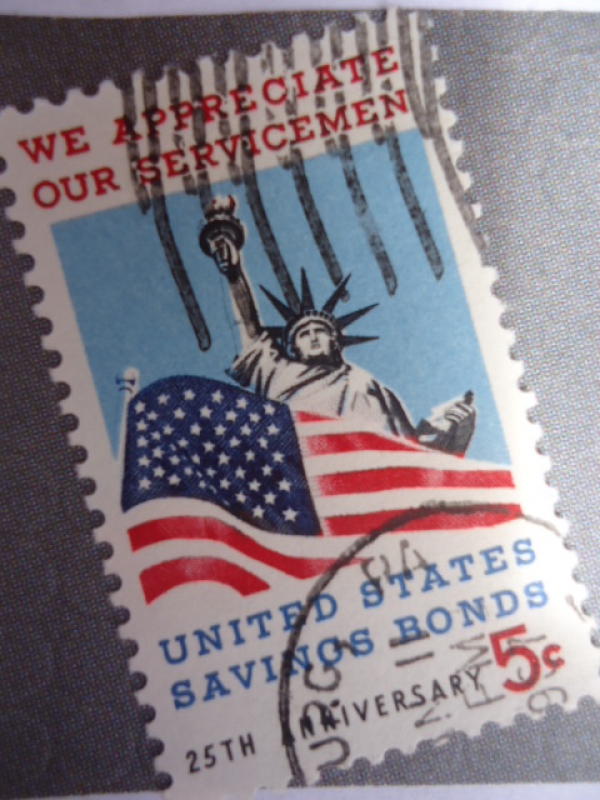 WE APPRECIATE
OUR SERVICEMEN
UNITED STATES
SAVINGS BONDS
5c
25TH ANNIVERSARY